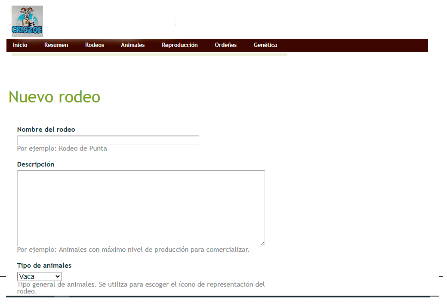 Inicio Resumen Rodeos Animales Reproducción Ordeñes Genética
Nuevo rodeo
Nombre del rodeo
Por ejemplo: Rodeo de Punta
Descripción
Por ejemplo: Animales con máximo nivel de producción para comercializar.
Tipo de animales
Vaca
Tipo general de animales. Se utiliza para escoger el ícono de representación del
rodeo.